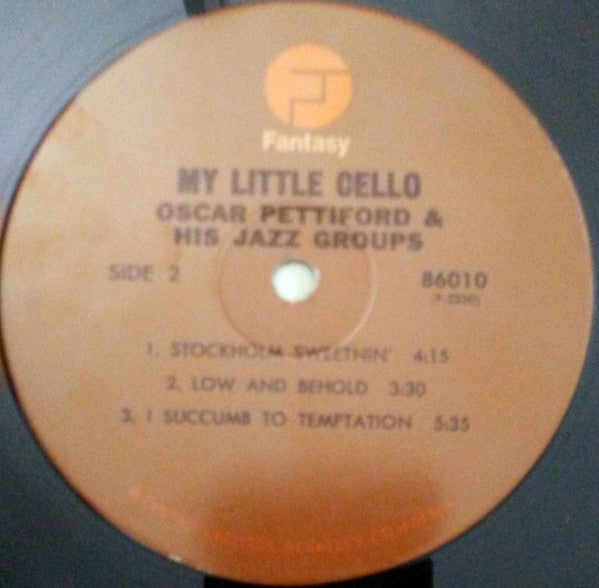 Fantasy
MY LITTLE CELLO
OSCAR PETTIFORD &
HIS JAZZ GROUPS
SIDE 2
86010
1. STOCKHOLM SWEETNIN' 4:15
2. LOW AND BEHOLD 3:30
3. I SUCCUMB TO TEMPTATION 5:35